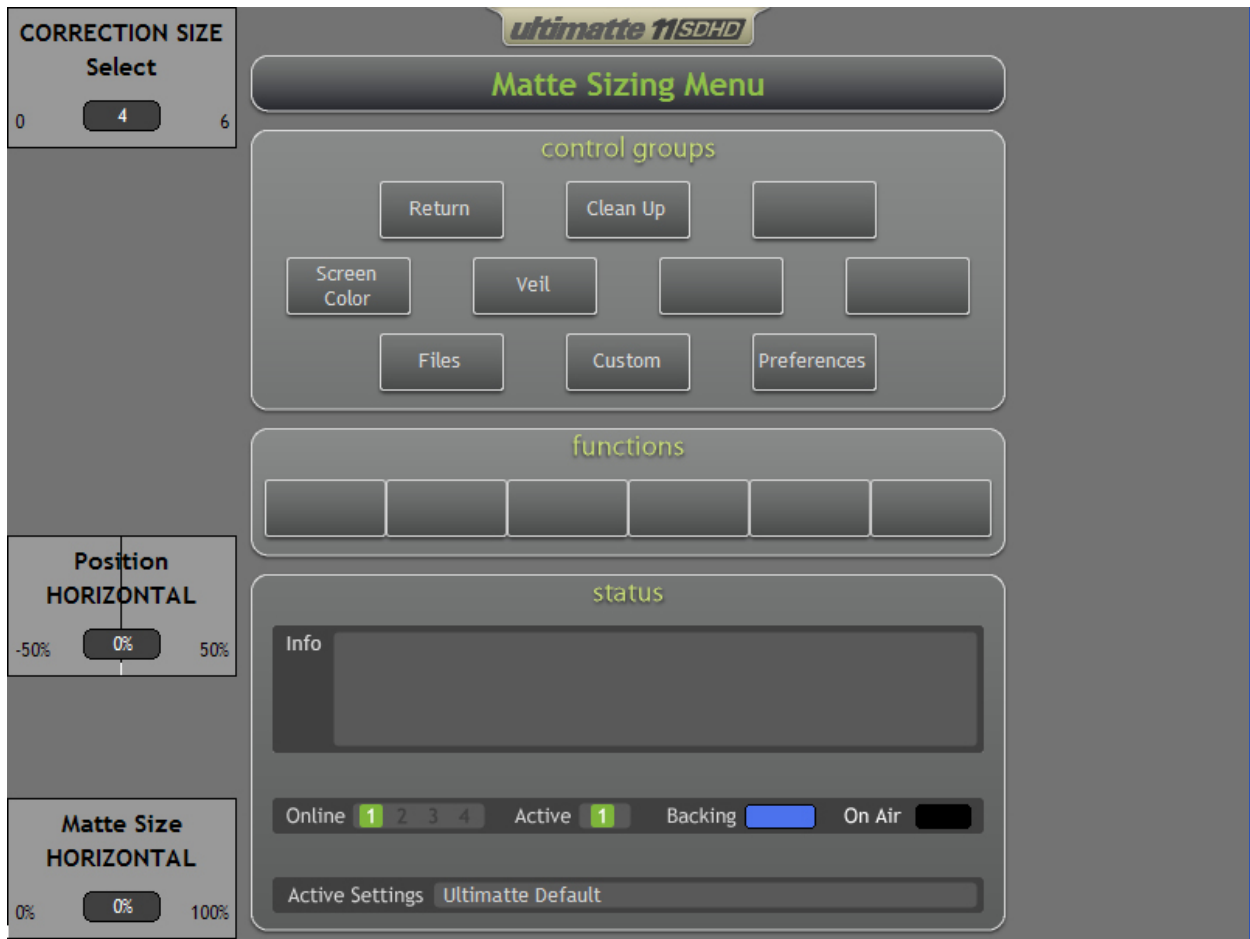 CORRECTION SIZE
Select
0 4 6
ultimatte 11 SDHD
Matte Sizing Menu
control groups
Return Clean Up
Screen
Color
Veil
Files Custom Preferences
functions
Position
HORIZONTAL
-50% 0% 50%
status
Info
Online 1 2 3 4 Active 1 Backing On Air
Matte Size
HORIZONTAL
0% 0% 100%
Active Settings Ultimatte Default